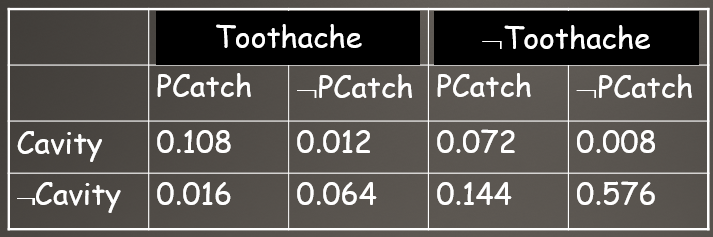 Toothache ¬Toothache
PCatch ¬PCatch PCatch ¬PCatch
Cavity 0.108 0.012 0.072 0.008
¬Cavity 0.016 0.064 0.144 0.576